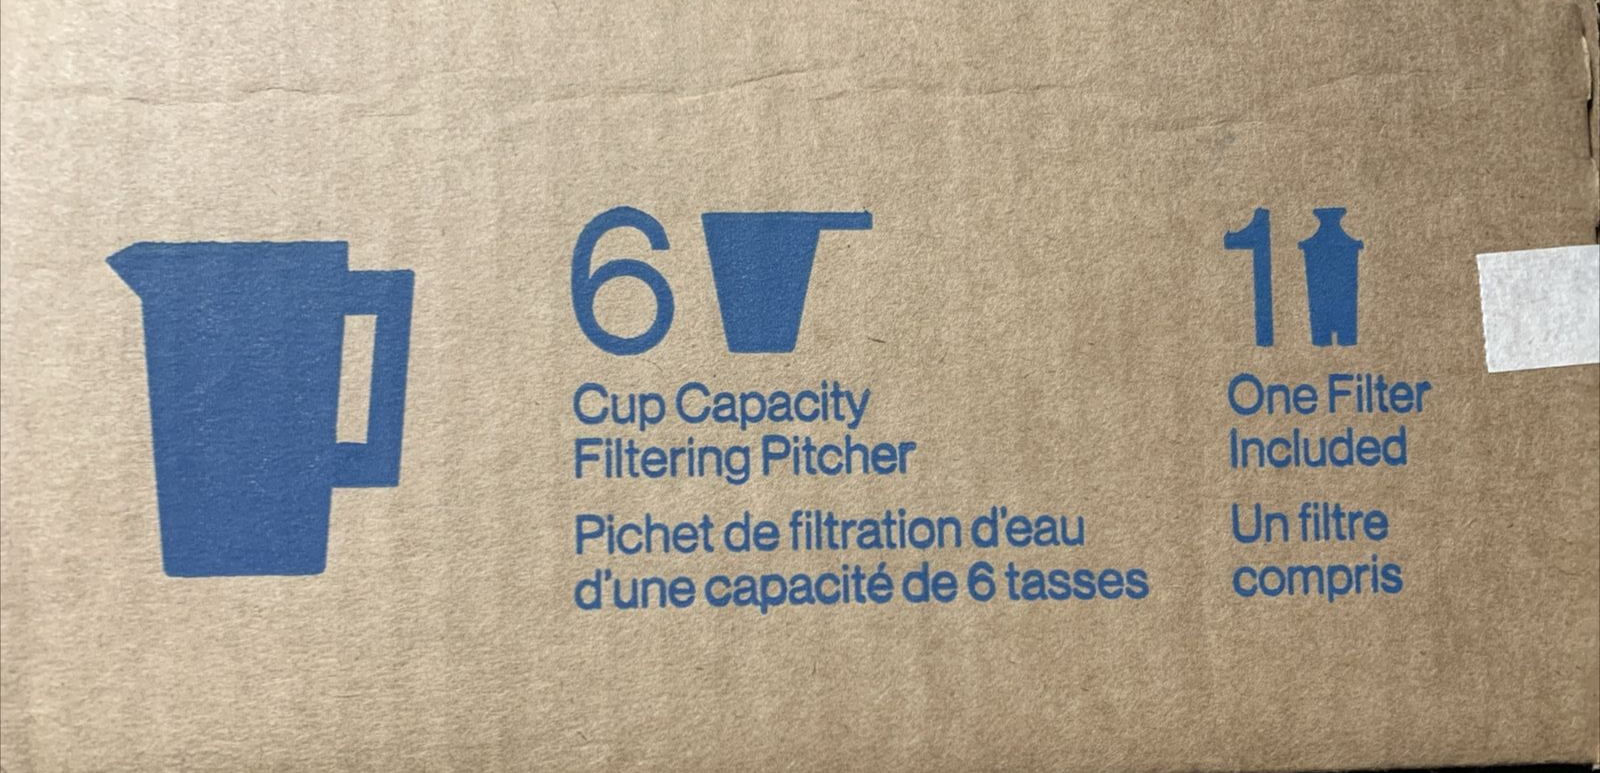 6
Cup Capacity
Filtering Pitcher
Pichet de filtration d'eau
d'une capacité de 6 tasses
1
One Filter
Included
Un filtre
compris